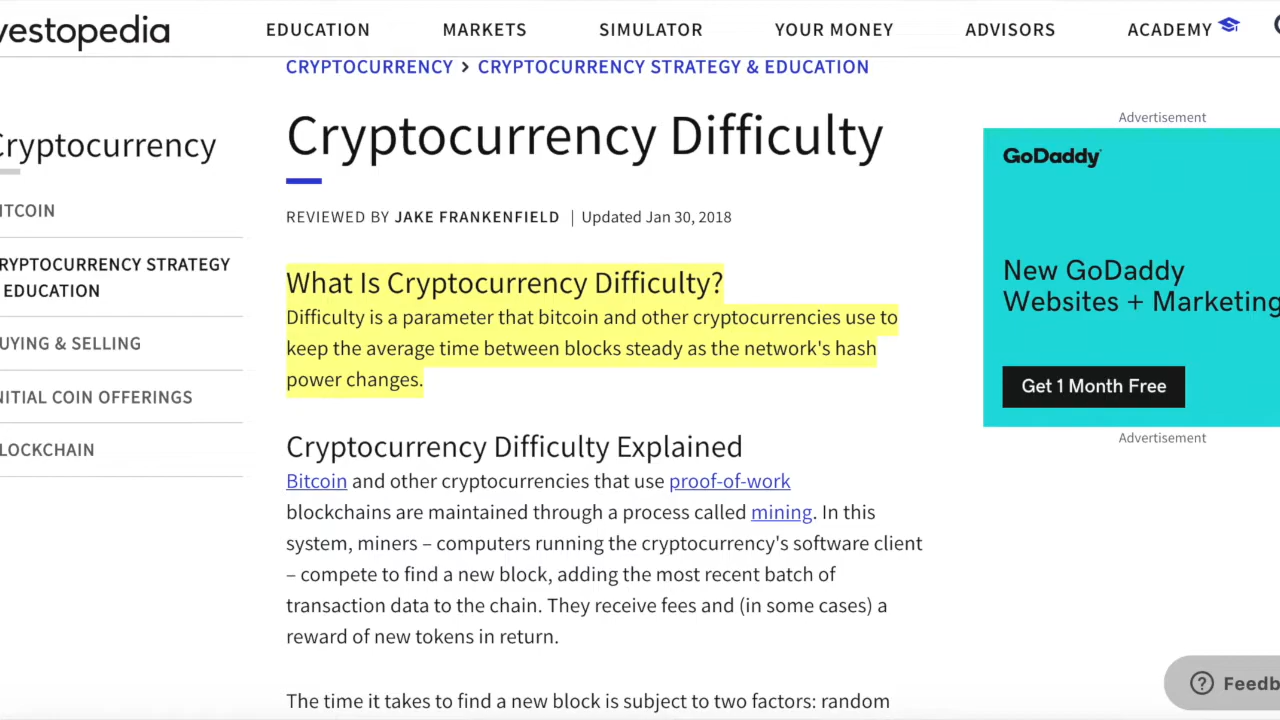 vestopedia
EDUCATION MARKETS SIMULATOR YOUR MONEY ADVISORS ACADEMY
CRYPTOCURRENCY > CRYPTOCURRENCY STRATEGY & EDUCATION
ryptocurrency
ITCOIN
RYPTOCURRENCY STRATEGY
EDUCATION
UYING & SELLING
NITIAL COIN OFFERINGS
LOCKCHAIN
Cryptocurrency Difficulty
REVIEWED BY JAKE FRANKENFIELD | Updated Jan 30, 2018
What Is Cryptocurrency Difficulty?
Difficulty is a parameter that bitcoin and other cryptocurrencies use to
keep the average time between blocks steady as the network's hash
power changes.
Cryptocurrency Difficulty Explained
Bitcoin and other cryptocurrencies that use proof-of-work
blockchains are maintained through a process called mining. In this
system, miners – computers running the cryptocurrency's software client
– compete to find a new block, adding the most recent batch of
transaction data to the chain. They receive fees and (in some cases) a
reward of new tokens in return.
The time it takes to find a new block is subject to two factors: random
Advertisement
GoDaddy
New GoDaddy
Websites + Marketing
Get 1 Month Free
Advertisement
Feedb